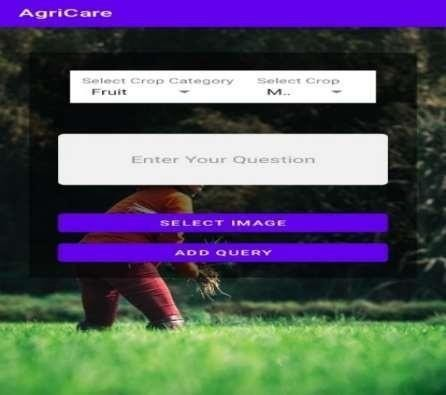 AgriCare
Select Crop Category Select Crop
Fruit M..
Enter Your Question
SELECT IMAGE
ADD QUERY